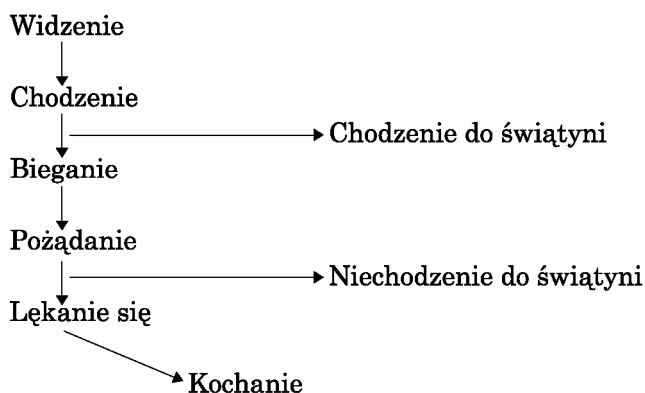 Widzenie
Chodzenie
Chodzenie do świątyni
Bieganie
Pożądanie
Niechodzenie do świątyni
Lękanie się
Kochanie